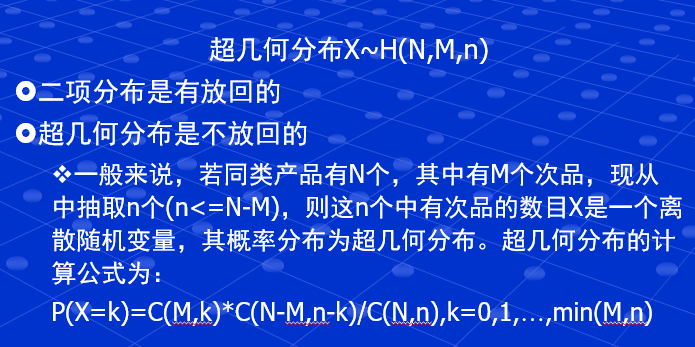 超几何分布X~H(N,M,n)
二项分布是有放回的
超几何分布是不放回的
一般来说，若同类产品有N个，其中有M个次品，现从
中抽取n个(n<=N-M)，则这n个中有次品的数目X是一个离
散随机变量，其概率分布为超几何分布。超几何分布的计
算公式为：
P(X=k)=C(M,k)*C(N-M,n-k)/C(N,n),k=0,1,…,min(M,n)